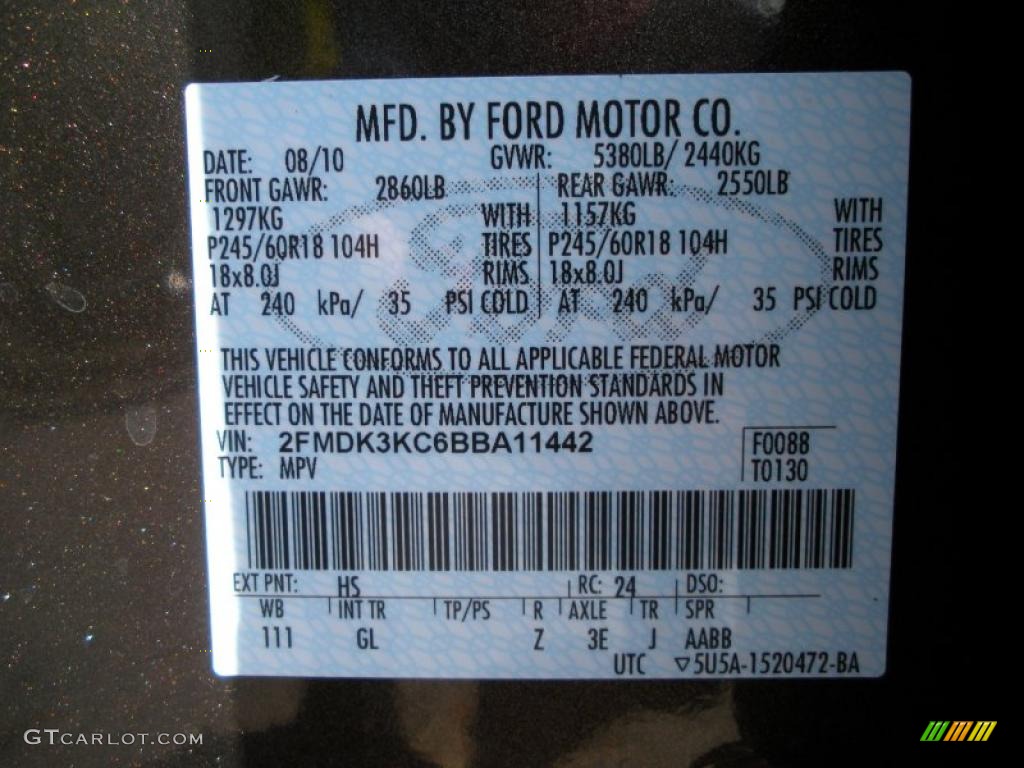 MFD. BY FORD MOTOR CO.
DATE: 08/10 GVWR: 5380LB/ 2440KG
FRONT GAWR: 2860LB REAR GAWR: 2550LB
1297KG WITH 1157KG WITH
P245/60R18 104H TIRES P245/60R18 104H TIRES
18x8.0J RIMS 18x8.0J RIMS
AT 240 kPa/ 35 PSI COLD AT 240 kPa/ 35 PSI COLD
Ford
THIS VEHICLE CONFORMS TO ALL APPLICABLE FEDERAL MOTOR
VEHICLE SAFETY AND THEFT PREVENTION STANDARDS IN
EFFECT ON THE DATE OF MANUFACTURE SHOWN ABOVE.
VIN: 2FMDK3KC6BBA11442 F0088
TYPE: MPV T0130
EXT PNT: HS RC: 24 DSO:
WB INT TR TP/PS R AXLE TR SPR
111 GL Z 3E J AABB
UTC ▽5U5A-1520472-BA
GTCARLOT.COM